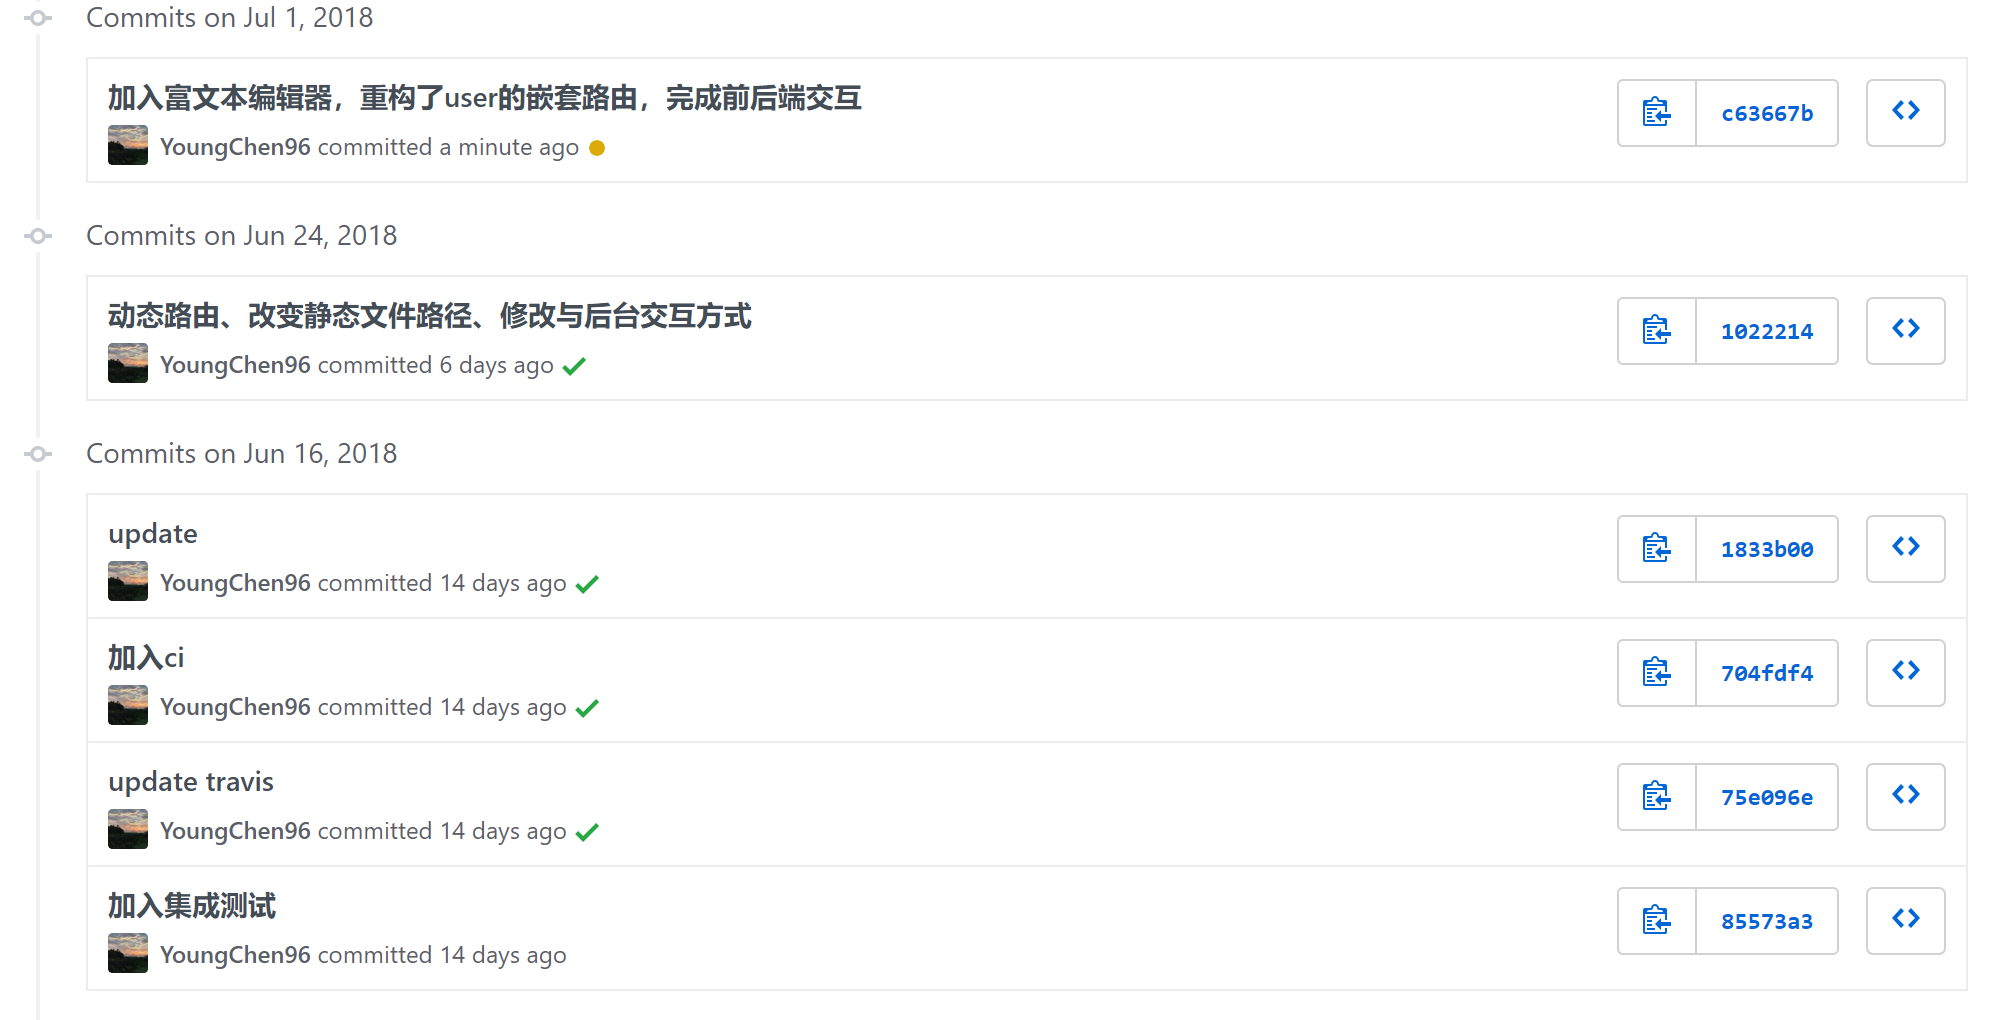 Commits on Jul 1, 2018
加入富文本编辑器，重构了user的嵌套路由，完成前后端交互
c63667b
YoungChen96 committed a minute ago
Commits on Jun 24, 2018
动态路由、改变静态文件路径、修改与后台交互方式
1022214
YoungChen96 committed 6 days ago
Commits on Jun 16, 2018
update
1833b00
YoungChen96 committed 14 days ago
加入ci
704fdf4
YoungChen96 committed 14 days ago
update travis
75e096e
YoungChen96 committed 14 days ago
加入集成测试
85573a3
YoungChen96 committed 14 days ago